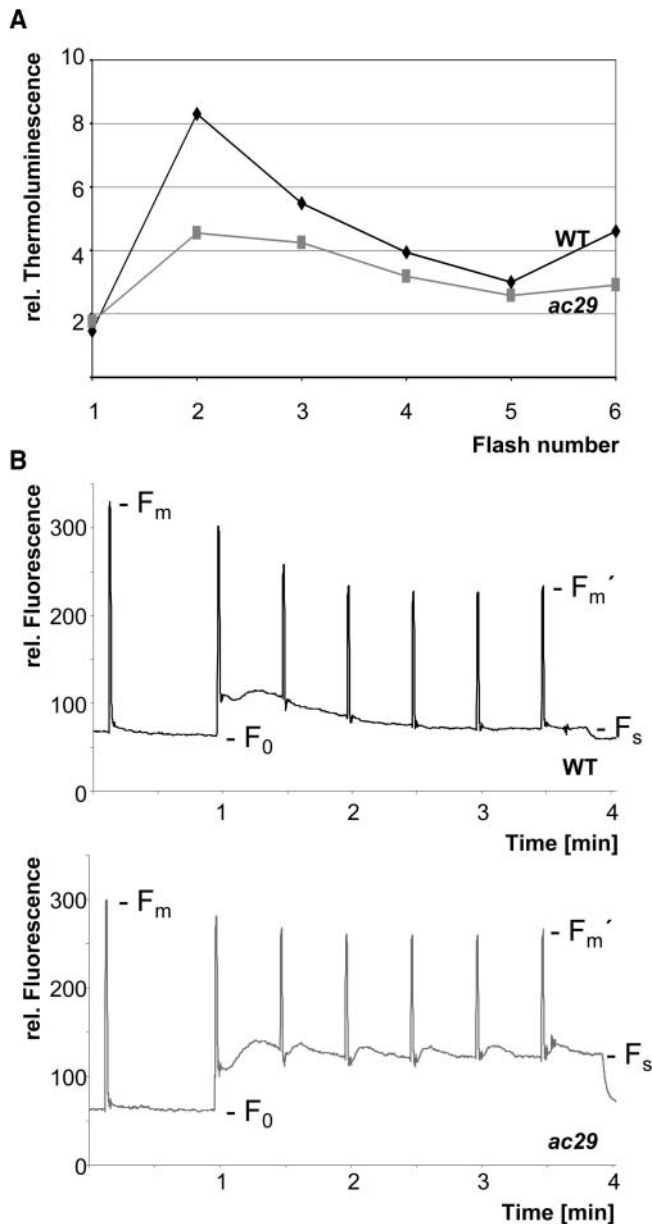 A
rel. Thermoluminescence
10
8
6
4
2
WT
ac29
1 2 3 4 5 6
Flash number
B
rel. Fluorescence
300
200
100
0
- Fm
- F0
- Fm´
- Fs
WT
1 2 3 4
Time [min]
rel. Fluorescence
300
200
100
0
- Fm
- F0
- Fm´
- Fs
ac29
1 2 3 4
Time [min]